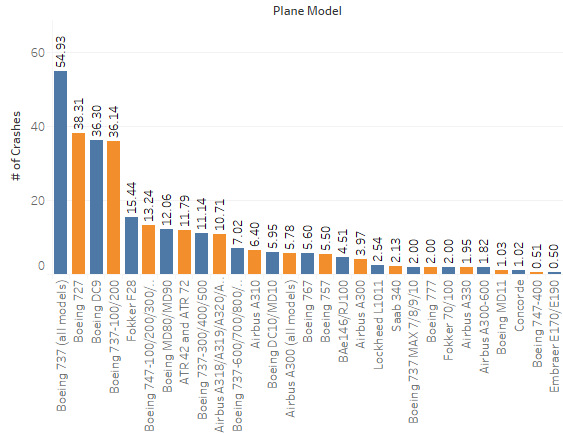 Plane Model
# of Crashes
60
40
20
0
54.93
38.31
36.30
36.14
15.44
13.24
12.06
11.79
11.14
10.71
7.02
6.40
5.95
5.78
5.60
5.50
4.51
3.97
2.54
2.13
2.00
2.00
2.00
1.95
1.82
1.03
1.02
0.51
0.50
Boeing 737 (all models)
Boeing 727
Boeing DC9
Boeing 737-100/200
Fokker F28
Boeing 747-100/200/300/..
Boeing MD80/MD90
ATR 42 and ATR 72
Boeing 737-300/400/500
Airbus A318/A319/A320/A..
Boeing 737-600/700/800/..
Airbus A310
Boeing DC10/MD10
Airbus A300 (all models)
Boeing 767
Boeing 757
BAe146/RJ100
Airbus A300
Lockheed L1011
Saab 340
Boeing 737 MAX 7/8/9/10
Boeing 777
Fokker 70/100
Airbus A330
Airbus A300-600
Boeing MD11
Concorde
Boeing 747-400
Embraer E170/E190